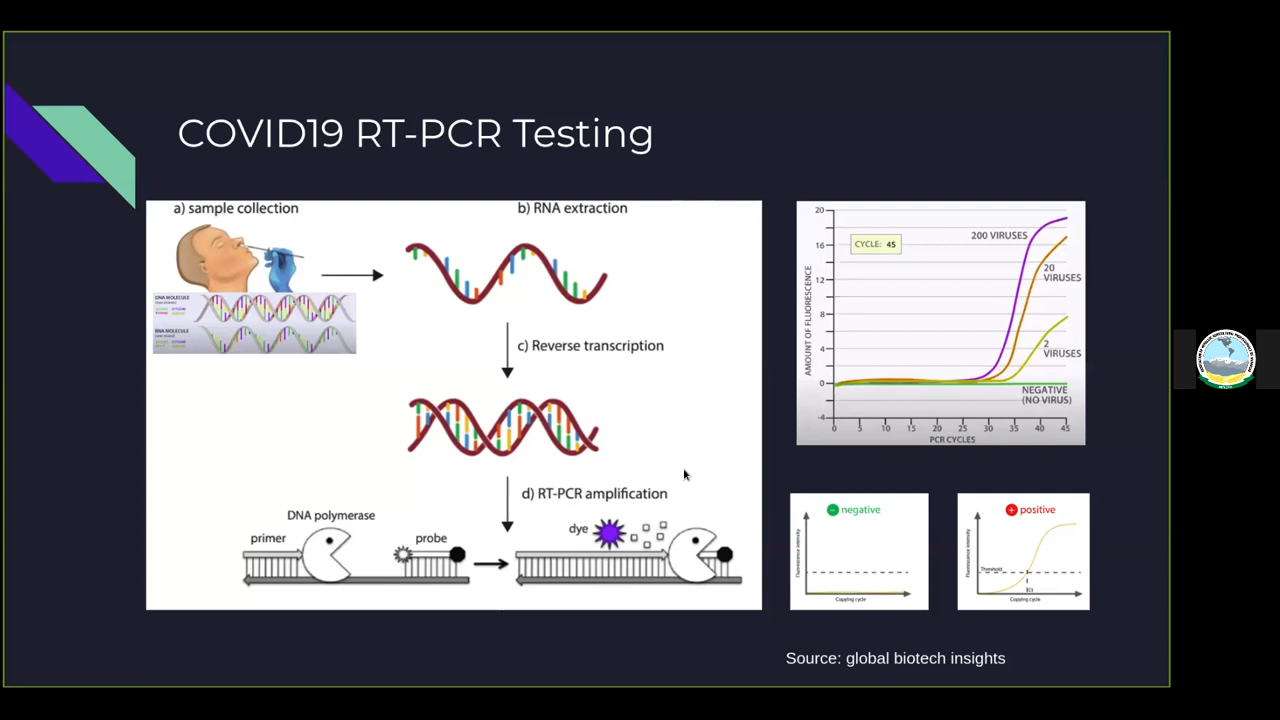 COVID19 RT-PCR Testing
a) sample collection
b) RNA extraction
DNA MOLECULE
RNA MOLECULE
c) Reverse transcription
d) RT-PCR amplification
DNA polymerase
primer
probe
dye
20
16
12
8
4
0
-4
AMOUNT OF FLUORESCENCE
CYCLE: 45
200 VIRUSES
20
VIRUSES
2
VIRUSES
NEGATIVE
(NO VIRUS)
0 5 10 15 20 25 30 35 40 45
PCR CYCLES
negative
Fluorescence intensity
Copying cycle
positive
Fluorescence intensity
Threshold
Ct
Copying cycle
Source: global biotech insights